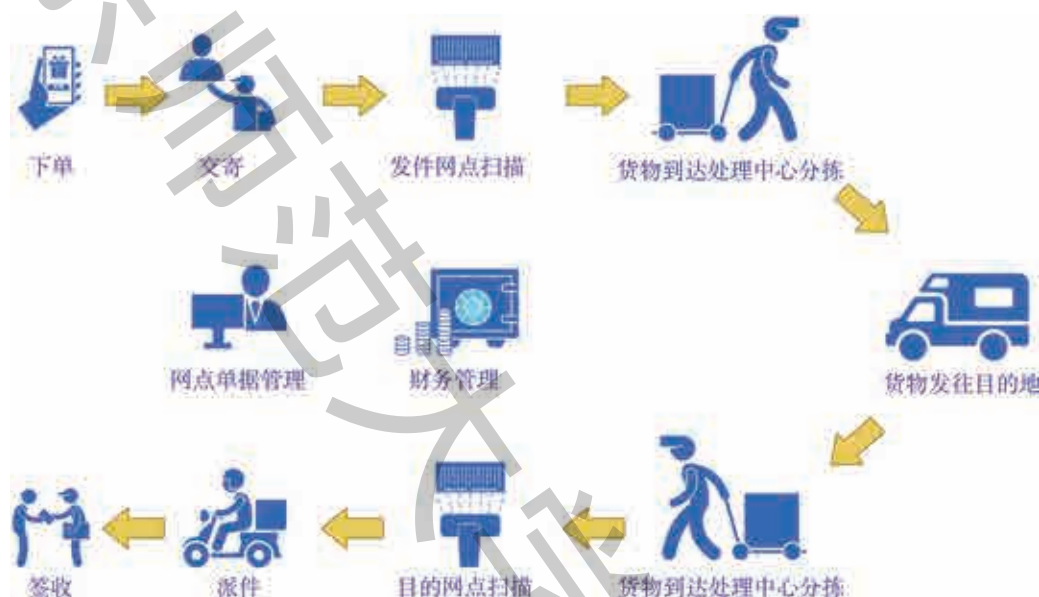 下单
交寄
发件网点扫描
货物到达处理中心分拣
网点单据管理
财务管理
货物发往目的地
签收
派件
目的网点扫描
货物到达处理中心分拣